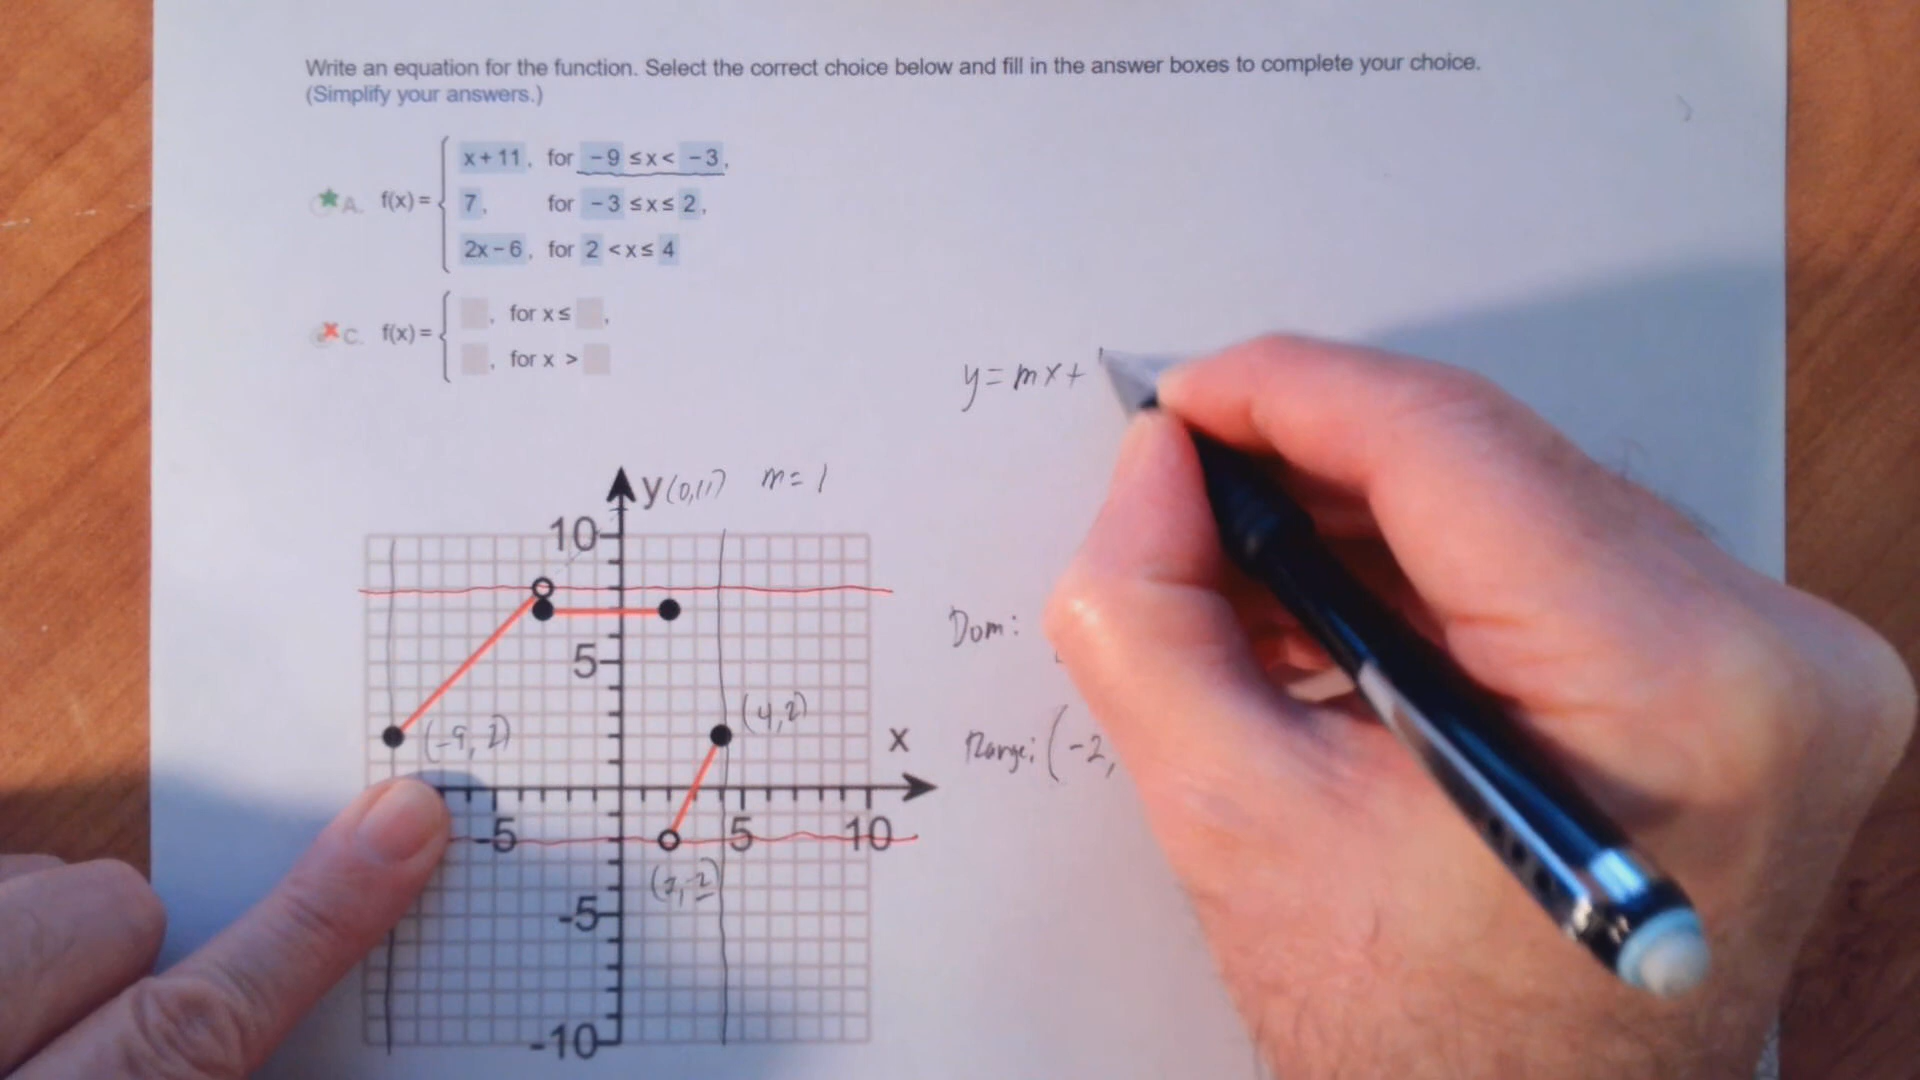 Write an equation for the function. Select the correct choice below and fill in the answer boxes to complete your choice.
(Simplify your answers.)
x + 11, for -9 ≤ x < -3,
A. f(x) = 7, for -3 ≤ x ≤ 2,
2x - 6, for 2 < x ≤ 4
, for x ≤ ,
C. f(x) =
, for x >
y = mx +
y (0,11) m = 1
10
5
Dom:
(4,2)
(-9, 2)
x
Range: (-2,
-5 5 10
(2,-2)
-5
-10